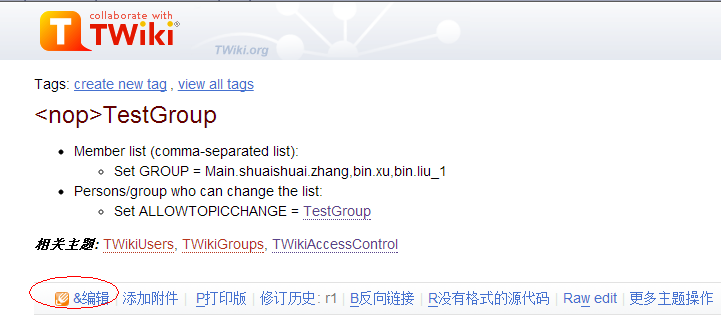 collaborate with
TWiki®
TWiki.org
Tags: create new tag , view all tags
<nop>TestGroup
Member list (comma-separated list):
Set GROUP = Main.shuaishuai.zhang,bin.xu,bin.liu_1
Persons/group who can change the list:
Set ALLOWTOPICCHANGE = TestGroup
相关主题: TWikiUsers, TWikiGroups, TWikiAccessControl
&编辑 | 添加附件 | P打印版 | 修订历史: r1 | B反向链接 | R没有格式的源代码 | Raw edit | 更多主题操作